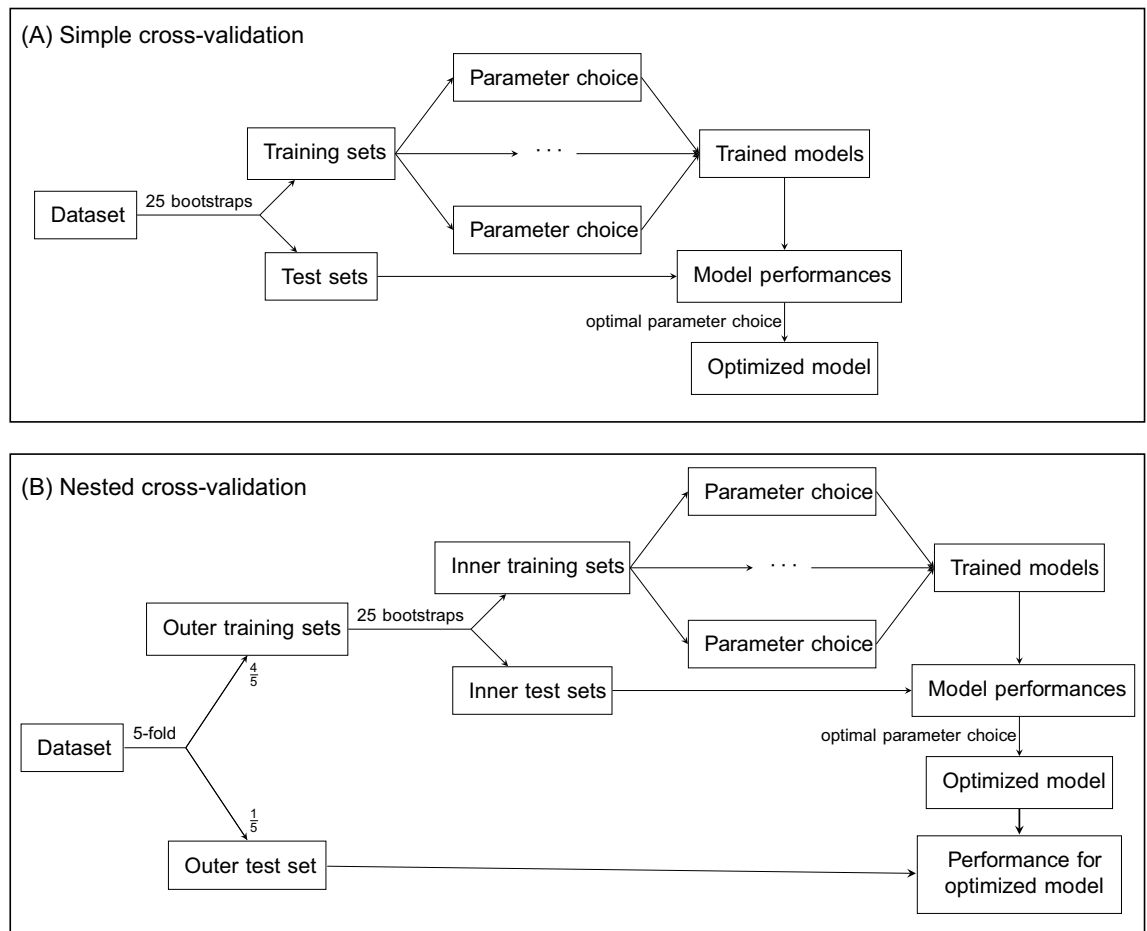 (A) Simple cross-validation
Parameter choice
Training sets
· · ·
Trained models
25 bootstraps
Dataset
Parameter choice
Test sets
Model performances
optimal parameter choice
Optimized model
(B) Nested cross-validation
Parameter choice
Inner training sets
· · ·
Trained models
25 bootstraps
Outer training sets
Parameter choice
4/5
Inner test sets
Model performances
5-fold
Dataset
optimal parameter choice
Optimized model
1/5
Outer test set
Performance for
optimized model